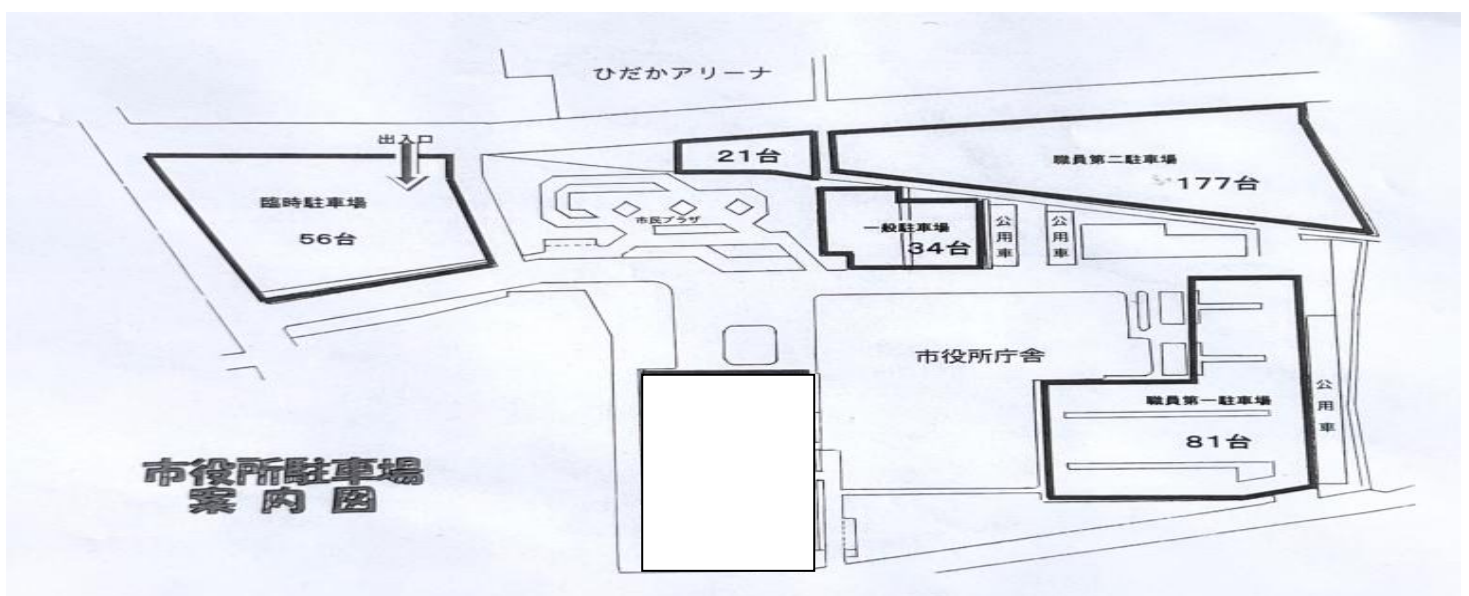 ひだかアリーナ
出入口
臨時駐車場
56台
21台
職員第二駐車場
177台
市民プラザ
一般駐車場
34台
公用車
公用車
市役所庁舎
職員第一駐車場
81台
公用車
市役所駐車場
案内図